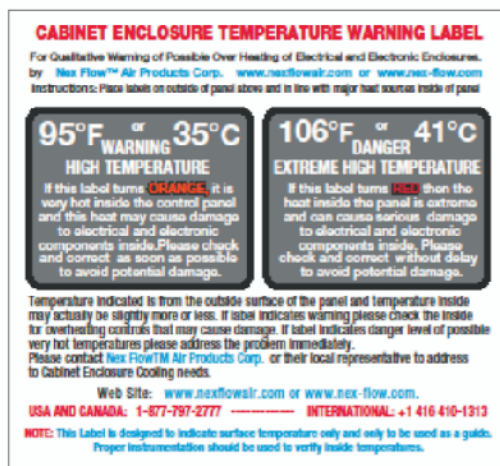 CABINET ENCLOSURE TEMPERATURE WARNING LABEL
For Qualitative Warning of Possible Over Heating of Electrical and Electronic Enclosures.
by Nex Flow™ Air Products Corp. www.nexflowair.com or www.nex-flow.com
Instructions: Place labels on outside of panel above and in line with major heat sources inside of panel
95°F or 35°C
WARNING
HIGH TEMPERATURE
If this label turns ORANGE, it is
very hot inside the control panel
and this heat may cause damage
to electrical and electronic
components inside.Please check
and correct as soon as possible
to avoid potential damage.
106°F or 41°C
DANGER
EXTREME HIGH TEMPERATURE
If this label turns RED then the
heat inside the panel is extreme
and can cause serious damage
to electrical and electronic
components inside. Please
check and correct without delay
to avoid potential damage.
Temperature indicated is from the outside surface of the panel and temperature inside
may actually be slightly more or less. If label indicates warning please check the inside
for overheating controls that may cause damage. If label indicates danger level of possible
very hot temperatures please address the problem immediately.
Please contact Nex FlowTM Air Products Corp. or their local representative to address
to Cabinet Enclosure Cooling needs.
Web Site: www.nexflowair.com or www.nex-flow.com.
USA AND CANADA: 1-877-797-2777 -------------- INTERNATIONAL: +1 416 410-1313
NOTE: This Label is designed to indicate surface temperature only and only to be used as a guide.
Proper instrumentation should be used to verify inside temperatures.